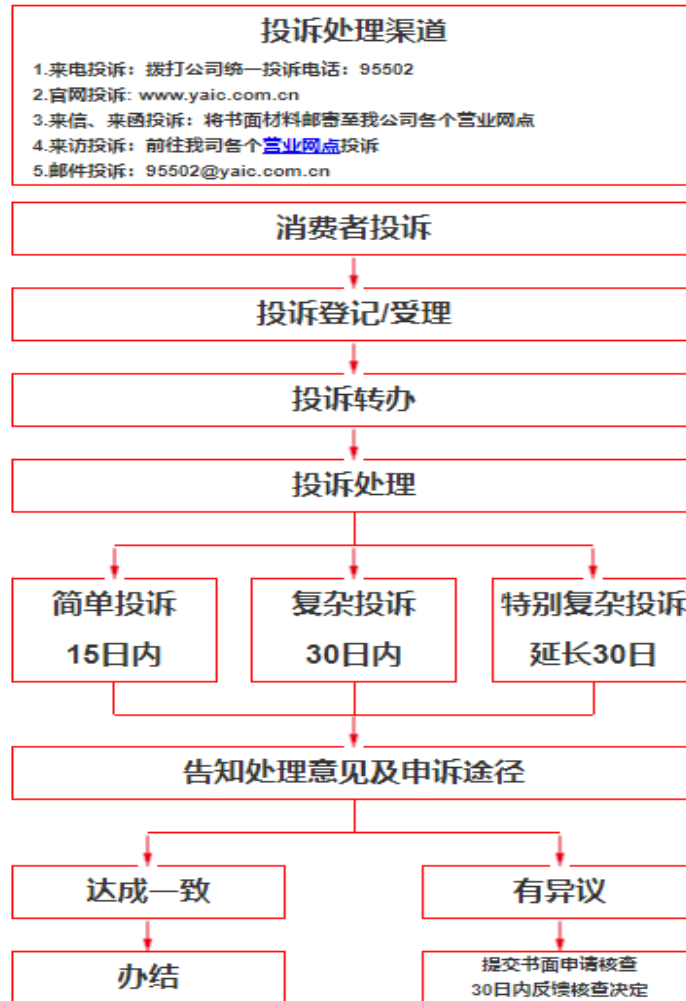 投诉处理渠道
1.来电投诉：拨打公司统一投诉电话：95502
2.官网投诉: www.yaic.com.cn
3.来信、来函投诉：将书面材料邮寄至我公司各个营业网点
4.来访投诉：前往我司各个营业网点投诉
5.邮件投诉：95502@yaic.com.cn
消费者投诉
投诉登记/受理
投诉转办
投诉处理
简单投诉
15日内
复杂投诉
30日内
特别复杂投诉
延长30日
告知处理意见及申诉途径
达成一致
有异议
办结
提交书面申请核查
30日内反馈核查决定